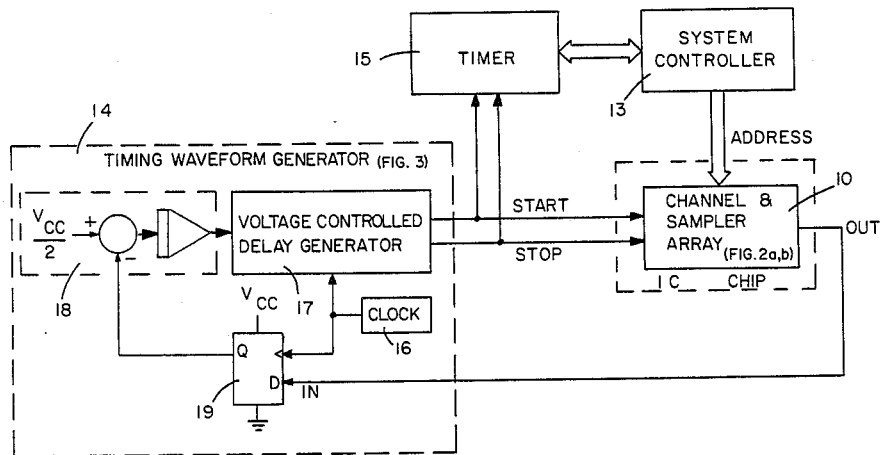 15
TIMER
SYSTEM
CONTROLLER
13
ADDRESS
14
TIMING WAVEFORM GENERATOR (FIG. 3)
VCC
2
+
-
18
VOLTAGE CONTROLLED
DELAY GENERATOR
17
START
STOP
CHANNEL &
SAMPLER
ARRAY (FIG.2a,b)
10
OUT
I C CHIP
VCC
CLOCK
16
Q
D
19
IN